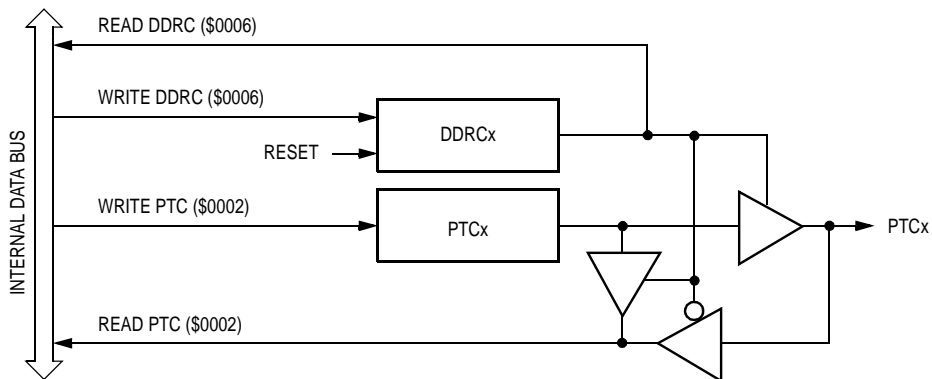 READ DDRC ($0006)
WRITE DDRC ($0006)
DDRCx
RESET
WRITE PTC ($0002)
PTCx
PTCx
READ PTC ($0002)
INTERNAL DATA BUS